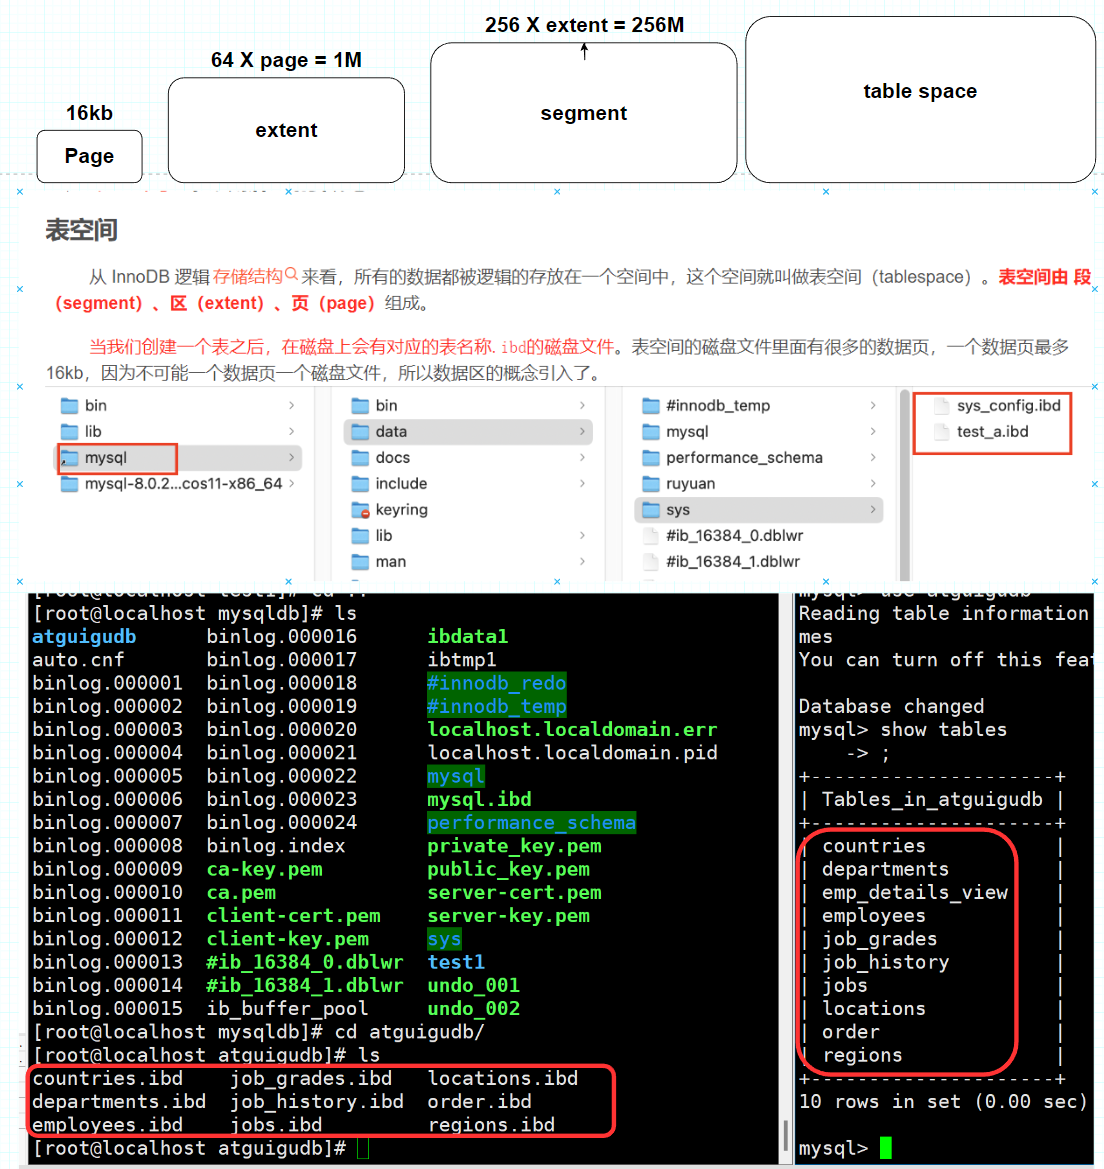 256 X extent = 256M
64 X page = 1M
16kb
Page
extent
segment
table space
表空间
从 InnoDB 逻辑存储结构来看，所有的数据都被逻辑的存放在一个空间中，这个空间就叫做表空间（tablespace）。表空间由 段
（segment）、区（extent）、页（page）组成。
当我们创建一个表之后，在磁盘上会有对应的表名称.ibd的磁盘文件。表空间的磁盘文件里面有很多的数据页，一个数据页最多
16kb，因为不可能一个数据页一个磁盘文件，所以数据区的概念引入了。
bin
lib
mysql
mysql-8.0.2...cos11-x86_64
bin
data
docs
include
keyring
lib
man
#innodb_temp
mysql
performance_schema
ruyuan
sys
#ib_16384_0.dblwr
#ib_16384_1.dblwr
sys_config.ibd
test_a.ibd
[root@localhost mysqldb]# ls
atguigudb binlog.000016 ibdata1
auto.cnf binlog.000017 ibtmp1
binlog.000001 binlog.000018 #innodb_redo
binlog.000002 binlog.000019 #innodb_temp
binlog.000003 binlog.000020 localhost.localdomain.err
binlog.000004 binlog.000021 localhost.localdomain.pid
binlog.000005 binlog.000022 mysql
binlog.000006 binlog.000023 mysql.ibd
binlog.000007 binlog.000024 performance_schema
binlog.000008 binlog.index private_key.pem
binlog.000009 ca-key.pem public_key.pem
binlog.000010 ca.pem server-cert.pem
binlog.000011 client-cert.pem server-key.pem
binlog.000012 client-key.pem sys
binlog.000013 #ib_16384_0.dblwr test1
binlog.000014 #ib_16384_1.dblwr undo_001
binlog.000015 ib_buffer_pool undo_002
[root@localhost mysqldb]# cd atguigudb/
[root@localhost atguigudb]# ls
countries.ibd job_grades.ibd locations.ibd
departments.ibd job_history.ibd order.ibd
employees.ibd jobs.ibd regions.ibd
[root@localhost atguigudb]#
mysql> use atguigudb
Reading table information
mes
You can turn off this feat
Database changed
mysql> show tables
-> ;
+---------------------+
| Tables_in_atguigudb |
+---------------------+
| countries |
| departments |
| emp_details_view |
| employees |
| job_grades |
| job_history |
| jobs |
| locations |
| order |
| regions |
+---------------------+
10 rows in set (0.00 sec)
mysql>